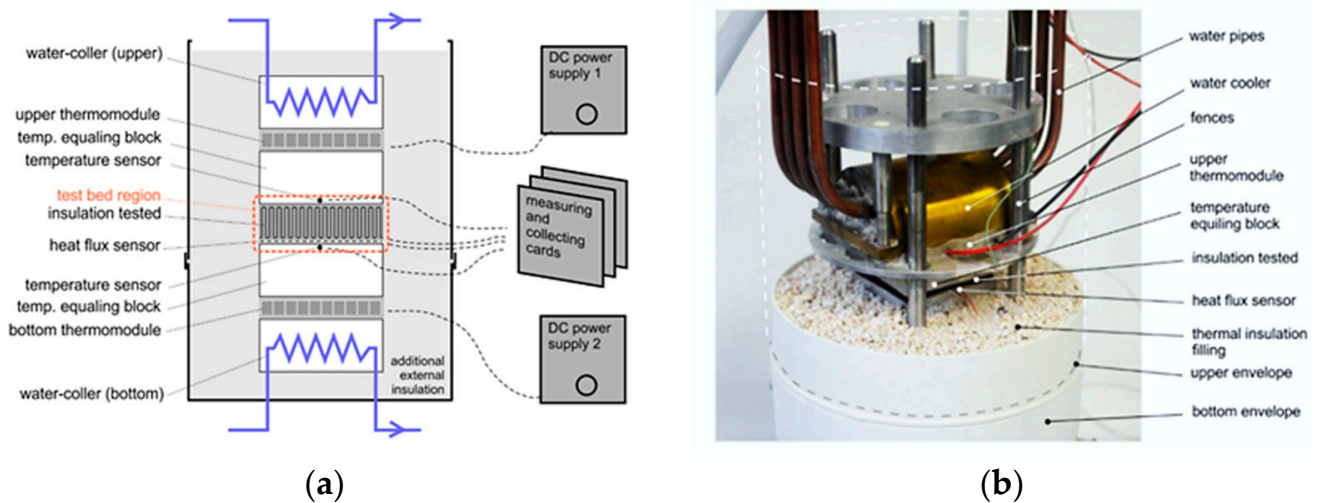 water-coller (upper)
upper thermomodule
temp. equaling block
temperature sensor
test bed region
insulation tested
heat flux sensor
temperature sensor
temp. equaling block
bottom thermomodule
water-coller (bottom)
additional
external
insulation
DC power
supply 1
measuring
and
collecting
cards
DC power
supply 2
(a)
water pipes
water cooler
fences
upper
thermomodule
temperature
equiling block
insulation tested
heat flux sensor
thermal insulation
filling
upper envelope
bottom envelope
(b)